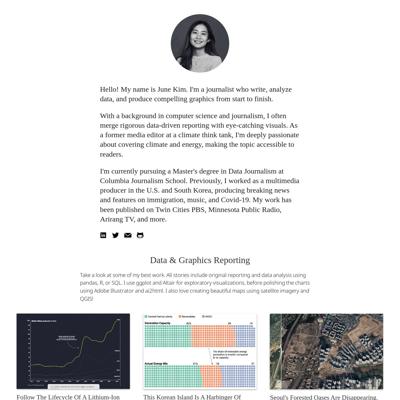 Hello! My name is June Kim. I'm a journalist who write, analyze
data, and produce compelling graphics from start to finish.
With a background in computer science and journalism, I often
merge rigorous data-driven reporting with eye-catching visuals. As
a former media editor at a climate think tank, I'm deeply passionate
about covering climate and energy, making the topic accessible to
readers.
I'm currently pursuing a Master's degree in Data Journalism at
Columbia Journalism School. Previously, I worked as a multimedia
producer in the U.S. and South Korea, producing breaking news
and features on immigration, music, and Covid-19. My work has
been published on Twin Cities PBS, Minnesota Public Radio,
Arirang TV, and more.
Data & Graphics Reporting
Take a look at some of my best work. All stories include original reporting and data analysis using
pandas, R, or SQL. I use ggplot and Altair for exploratory visualizations, before polishing the charts
using Adobe Illustrator and ai2html. I also love creating beautiful maps using satellite imagery and
QGIS!
Generation Capacity
Actual Energy Mix
Follow The Lifecycle Of A Lithium-Ion
This Korean Island Is A Harbinger Of
Seoul's Forested Oases Are Disappearing.